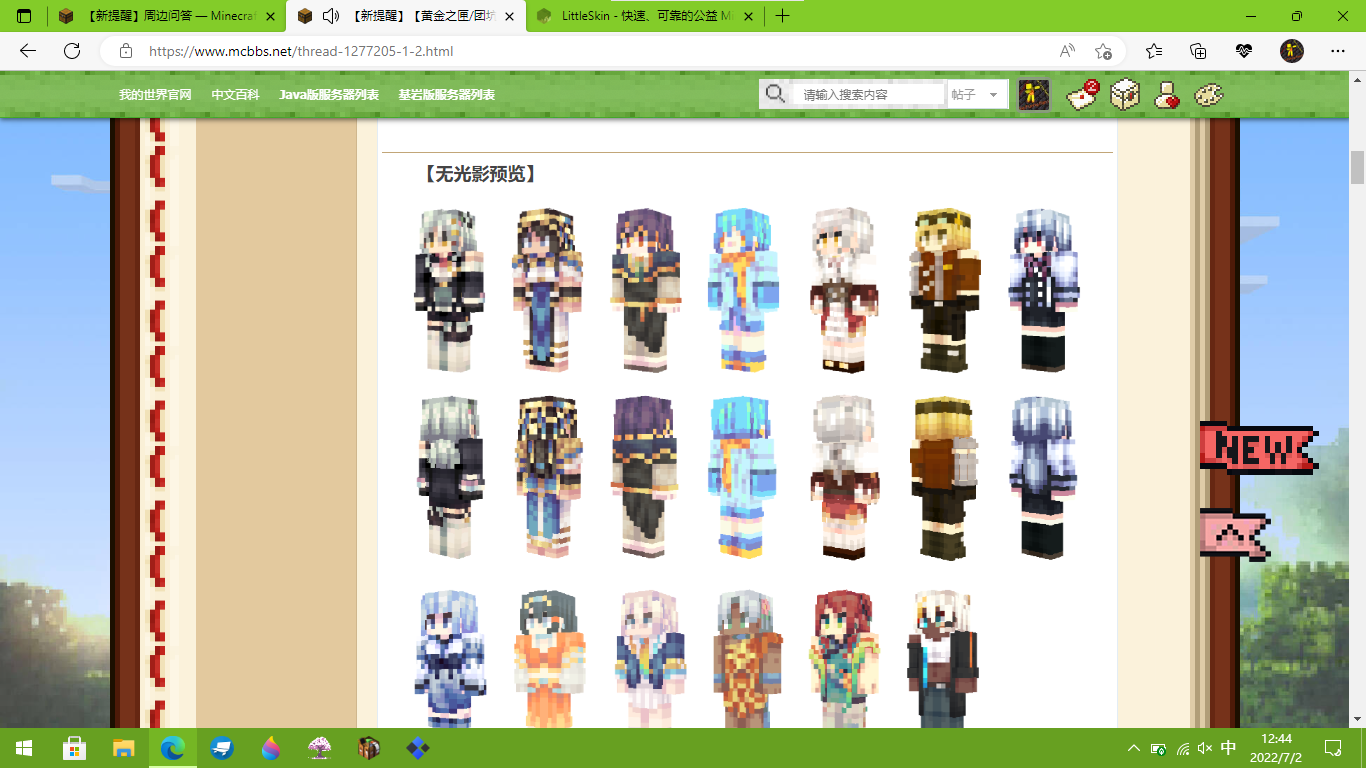 【新提醒】周边问答 — Minecraf
【新提醒】【黄金之匣/团坑
LittleSkin - 快速、可靠的公益 Mi
https://www.mcbbs.net/thread-1277205-1-2.html
我的世界官网 中文百科 Java版服务器列表 基岩版服务器列表
请输入搜索内容 帖子
2
【无光影预览】
NEW
中
12:44
2022/7/2